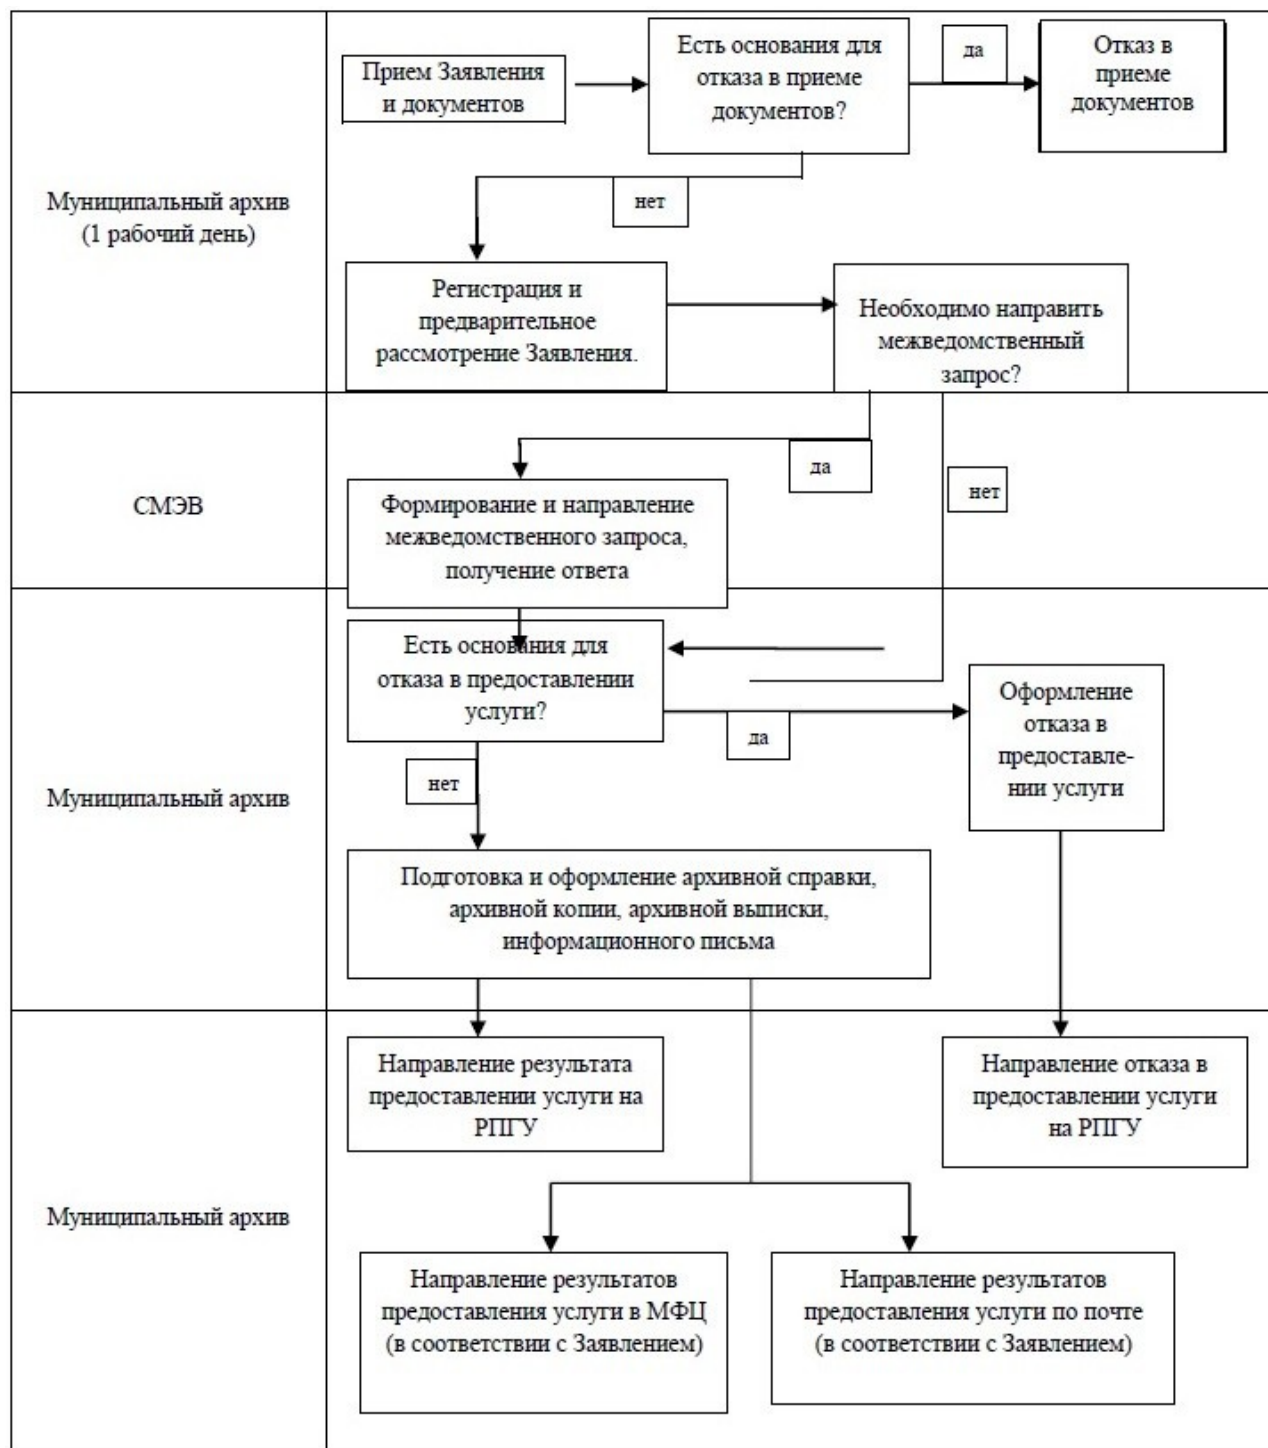 Прием Заявления
и документов
Есть основания для
отказа в приеме
документов?
да
Отказ в
приеме
документов
Муниципальный архив
(1 рабочий день)
нет
Регистрация и
предварительное
рассмотрение Заявления.
Необходимо направить
межведомственный
запрос?
СМЭВ
да
нет
Формирование и направление
межведомственного запроса,
получение ответа
Муниципальный архив
Есть основания для
отказа в предоставлении
услуги?
да
Оформление
отказа в
предоставле-
нии услуги
нет
Подготовка и оформление архивной справки,
архивной копии, архивной выписки,
информационного письма
Муниципальный архив
Направление результата
предоставлении услуги на
РПГУ
Направление отказа в
предоставлении услуги
на РПГУ
Направление результатов
предоставления услуги в МФЦ
(в соответствии с Заявлением)
Направление результатов
предоставления услуги по почте
(в соответствии с Заявлением)